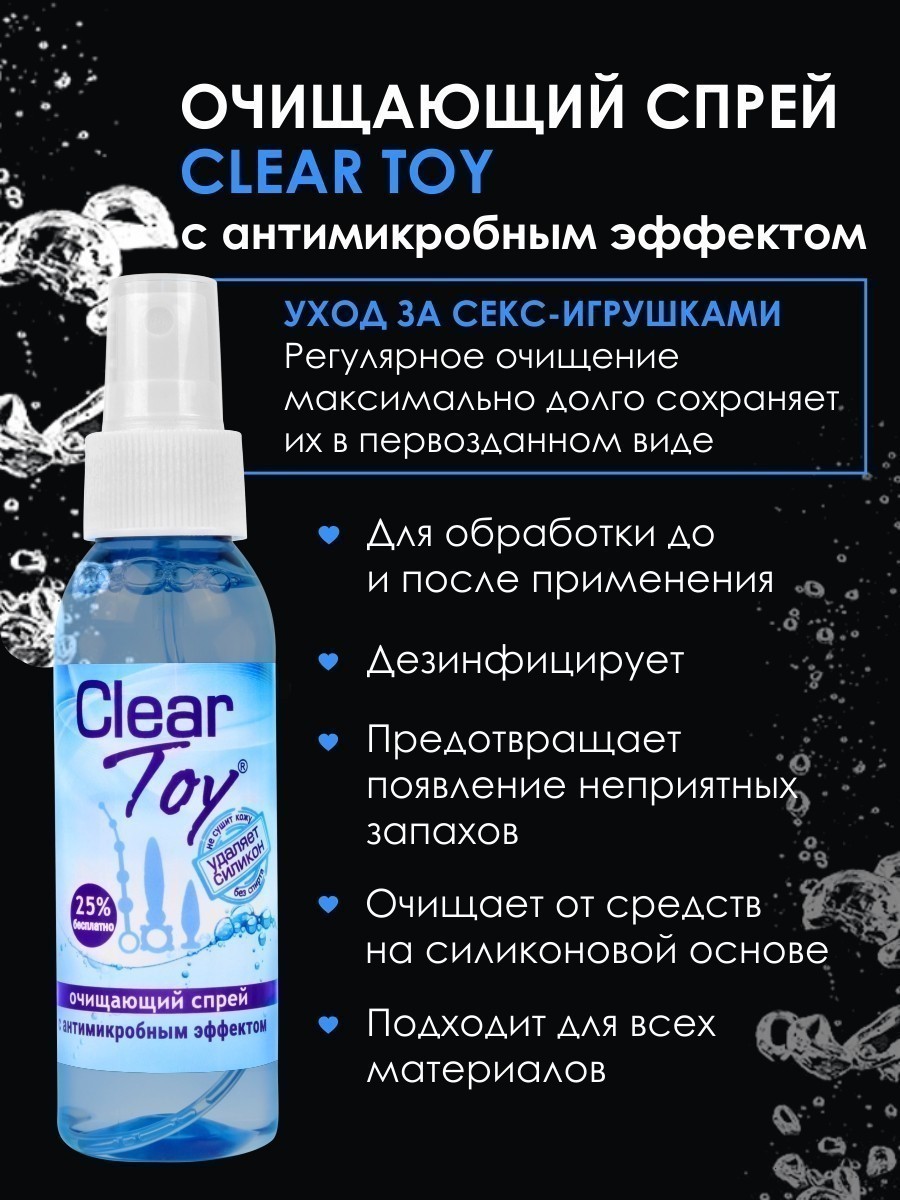 ОЧИЩАЮЩИЙ СПРЕЙ
CLEAR TOY
с антимикробным эффектом
УХОД ЗА СЕКС-ИГРУШКАМИ
Регулярное очищение
максимально долго сохраняет
их в первозданном виде
Для обработки до
и после применения
Дезинфицирует
Предотвращает
появление неприятных
запахов
Очищает от средств
на силиконовой основе
Подходит для всех
материалов
Clear
Toy®
не сушит кожу
удаляет
силикон
без спирта
25%
бесплатно
очищающий спрей
с антимикробным эффектом